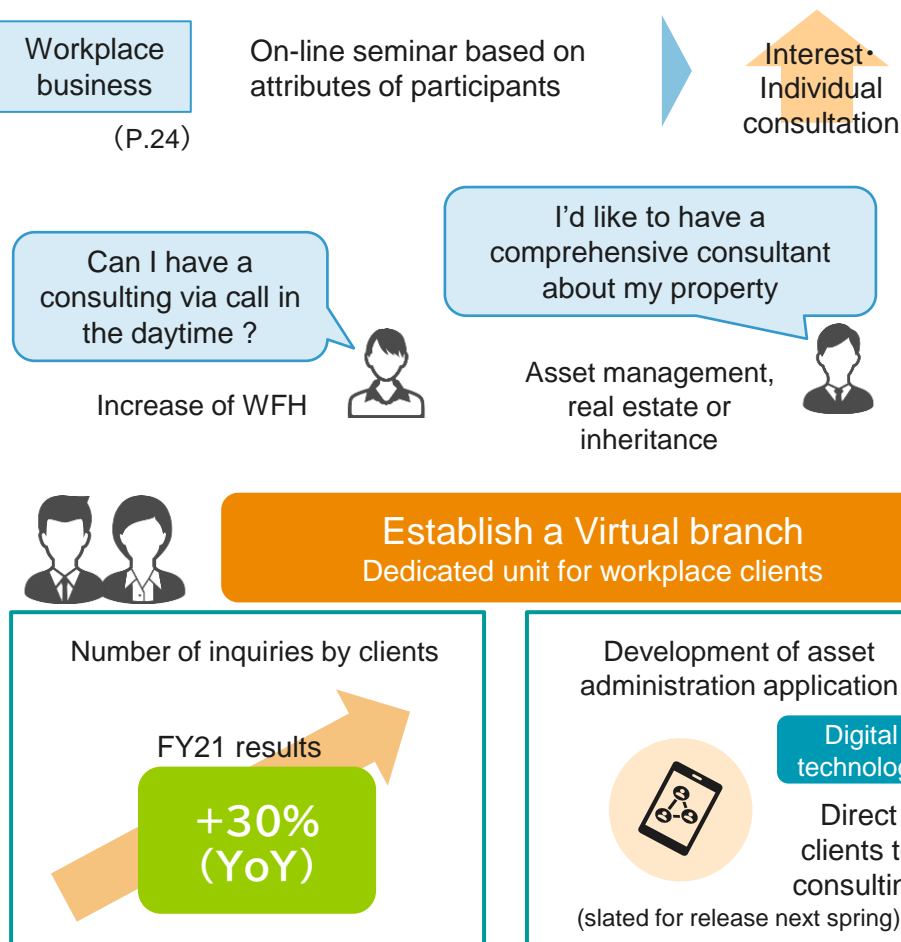 Workplace
business
(P.24)
On-line seminar based on
attributes of participants
Interest・
Individual
consultation
Can I have a
consulting via call in
the daytime ?
Increase of WFH
I'd like to have a
comprehensive consultant
about my property
Asset management,
real estate or
inheritance
Establish a Virtual branch
Dedicated unit for workplace clients
Number of inquiries by clients
FY21 results
+30%
(YoY)
Development of asset
administration application
Digital
Direct
clients
(slated for release next spring)